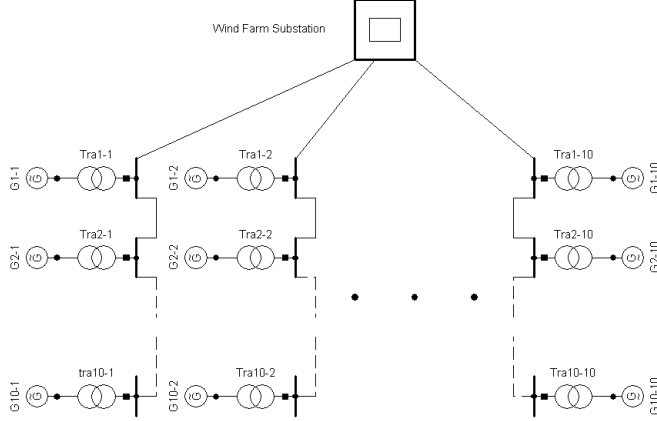 Wind Farm Substation
Tra1-1
Tra1-2
Tra1-10
G1-1
G
G1-2
G
G
G1-10
Tra2-1
Tra2-2
Tra2-10
G2-1
G
G2-2
G
G
G2-10
tra10-1
Tra10-2
Tra10-10
G10-1
G
G10-2
G
G
G10-10